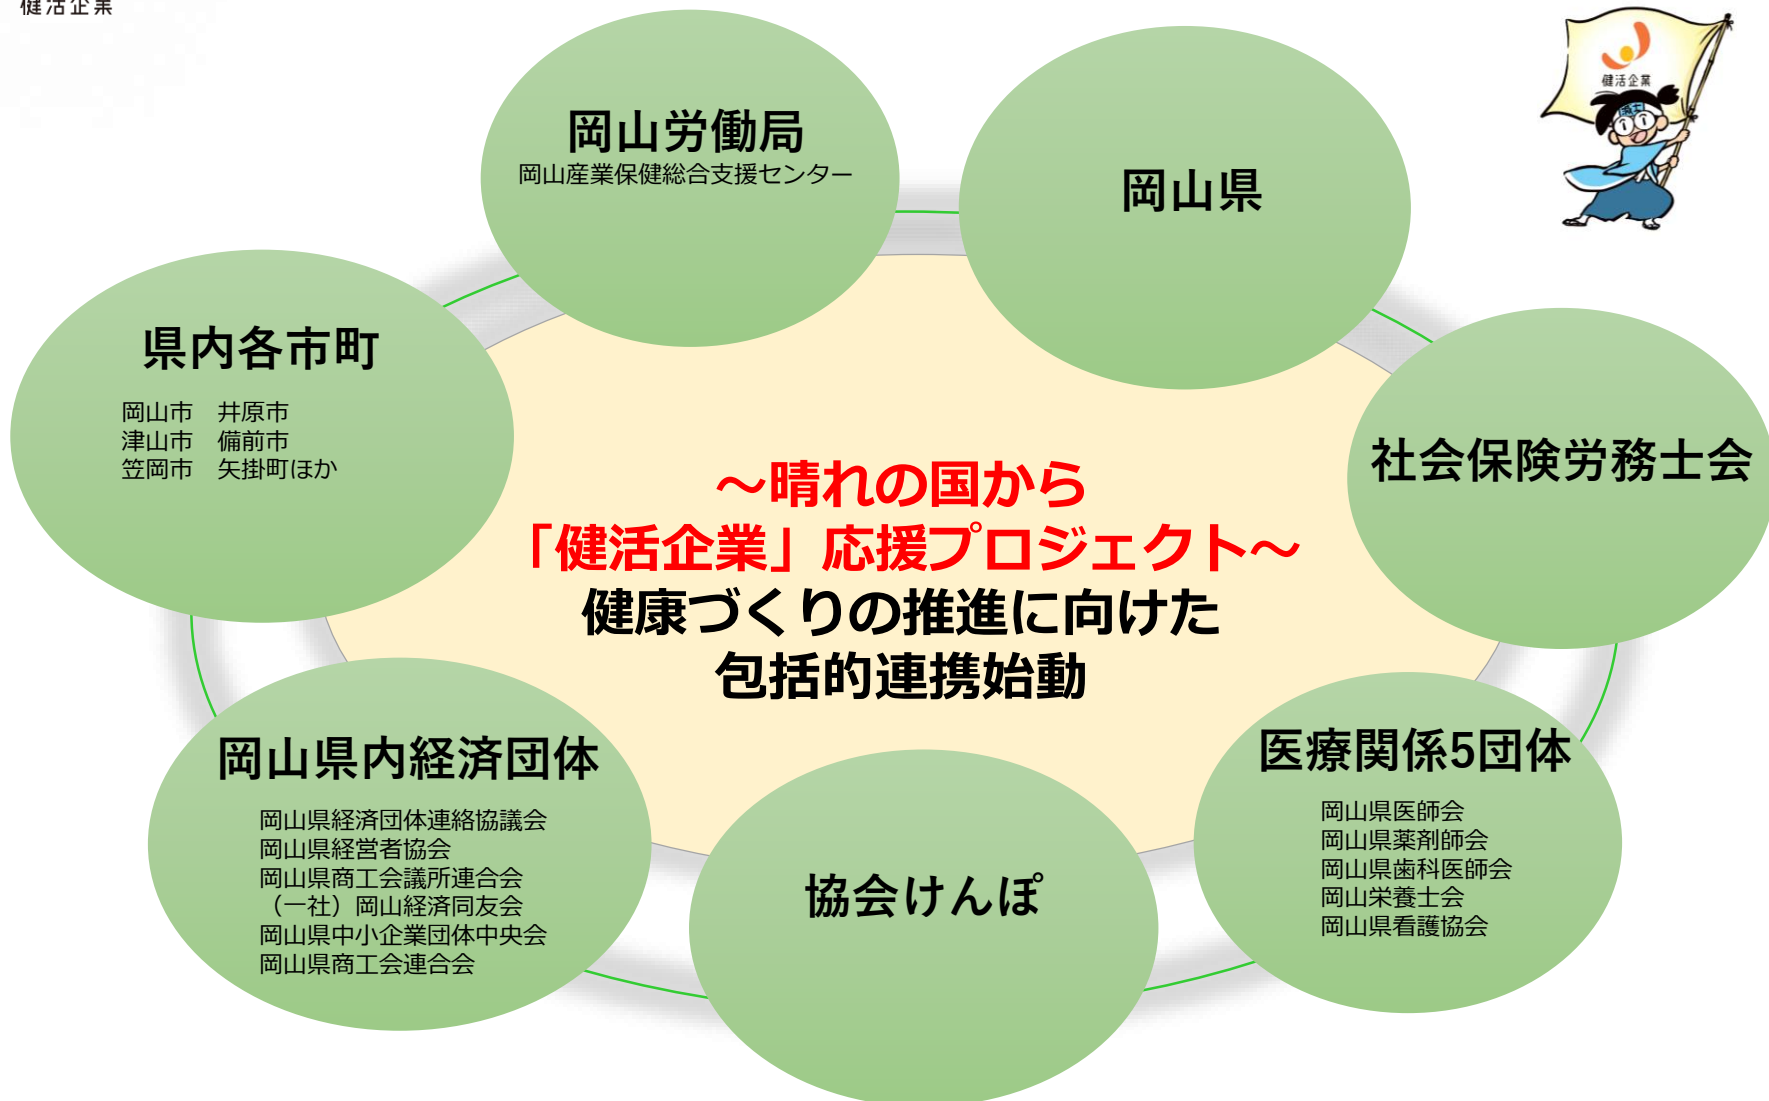 健活企業
健活企業
岡山労働局
岡山産業保健総合支援センター
岡山県
県内各市町
岡山市　井原市
津山市　備前市
笠岡市　矢掛町ほか
社会保険労務士会
～晴れの国から
「健活企業」応援プロジェクト～
健康づくりの推進に向けた
包括的連携始動
岡山県内経済団体
岡山県経済団体連絡協議会
岡山県経営者協会
岡山県商工会議所連合会
（一社）岡山経済同友会
岡山県中小企業団体中央会
岡山県商工会連合会
協会けんぽ
医療関係5団体
岡山県医師会
岡山県薬剤師会
岡山県歯科医師会
岡山栄養士会
岡山県看護協会